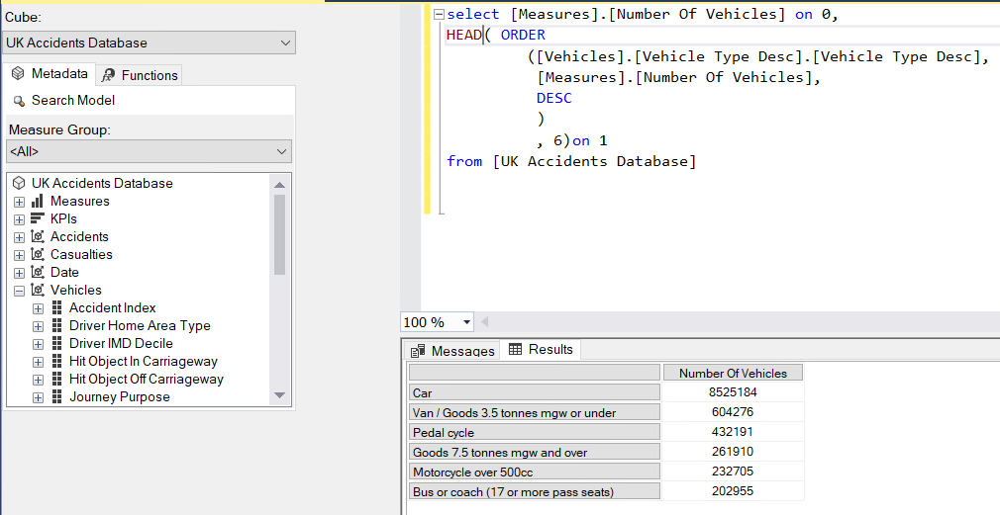 Cube:
UK Accidents Database
Metadata
Functions
Search Model
Measure Group:
<All>
UK Accidents Database
Measures
KPIs
Accidents
Casualties
Date
Vehicles
Accident Index
Driver Home Area Type
Driver IMD Decile
Hit Object In Carriageway
Hit Object Off Carriageway
Journey Purpose
select [Measures].[Number Of Vehicles] on 0,
HEAD( ORDER
([Vehicles].[Vehicle Type Desc].[Vehicle Type Desc],
[Measures].[Number Of Vehicles],
DESC
)
, 6)on 1
from [UK Accidents Database]
100 %
Messages
Results
Number Of Vehicles
Car 8525184
Van / Goods 3.5 tonnes mgw or under 604276
Pedal cycle 432191
Goods 7.5 tonnes mgw and over 261910
Motorcycle over 500cc 232705
Bus or coach (17 or more pass seats) 202955